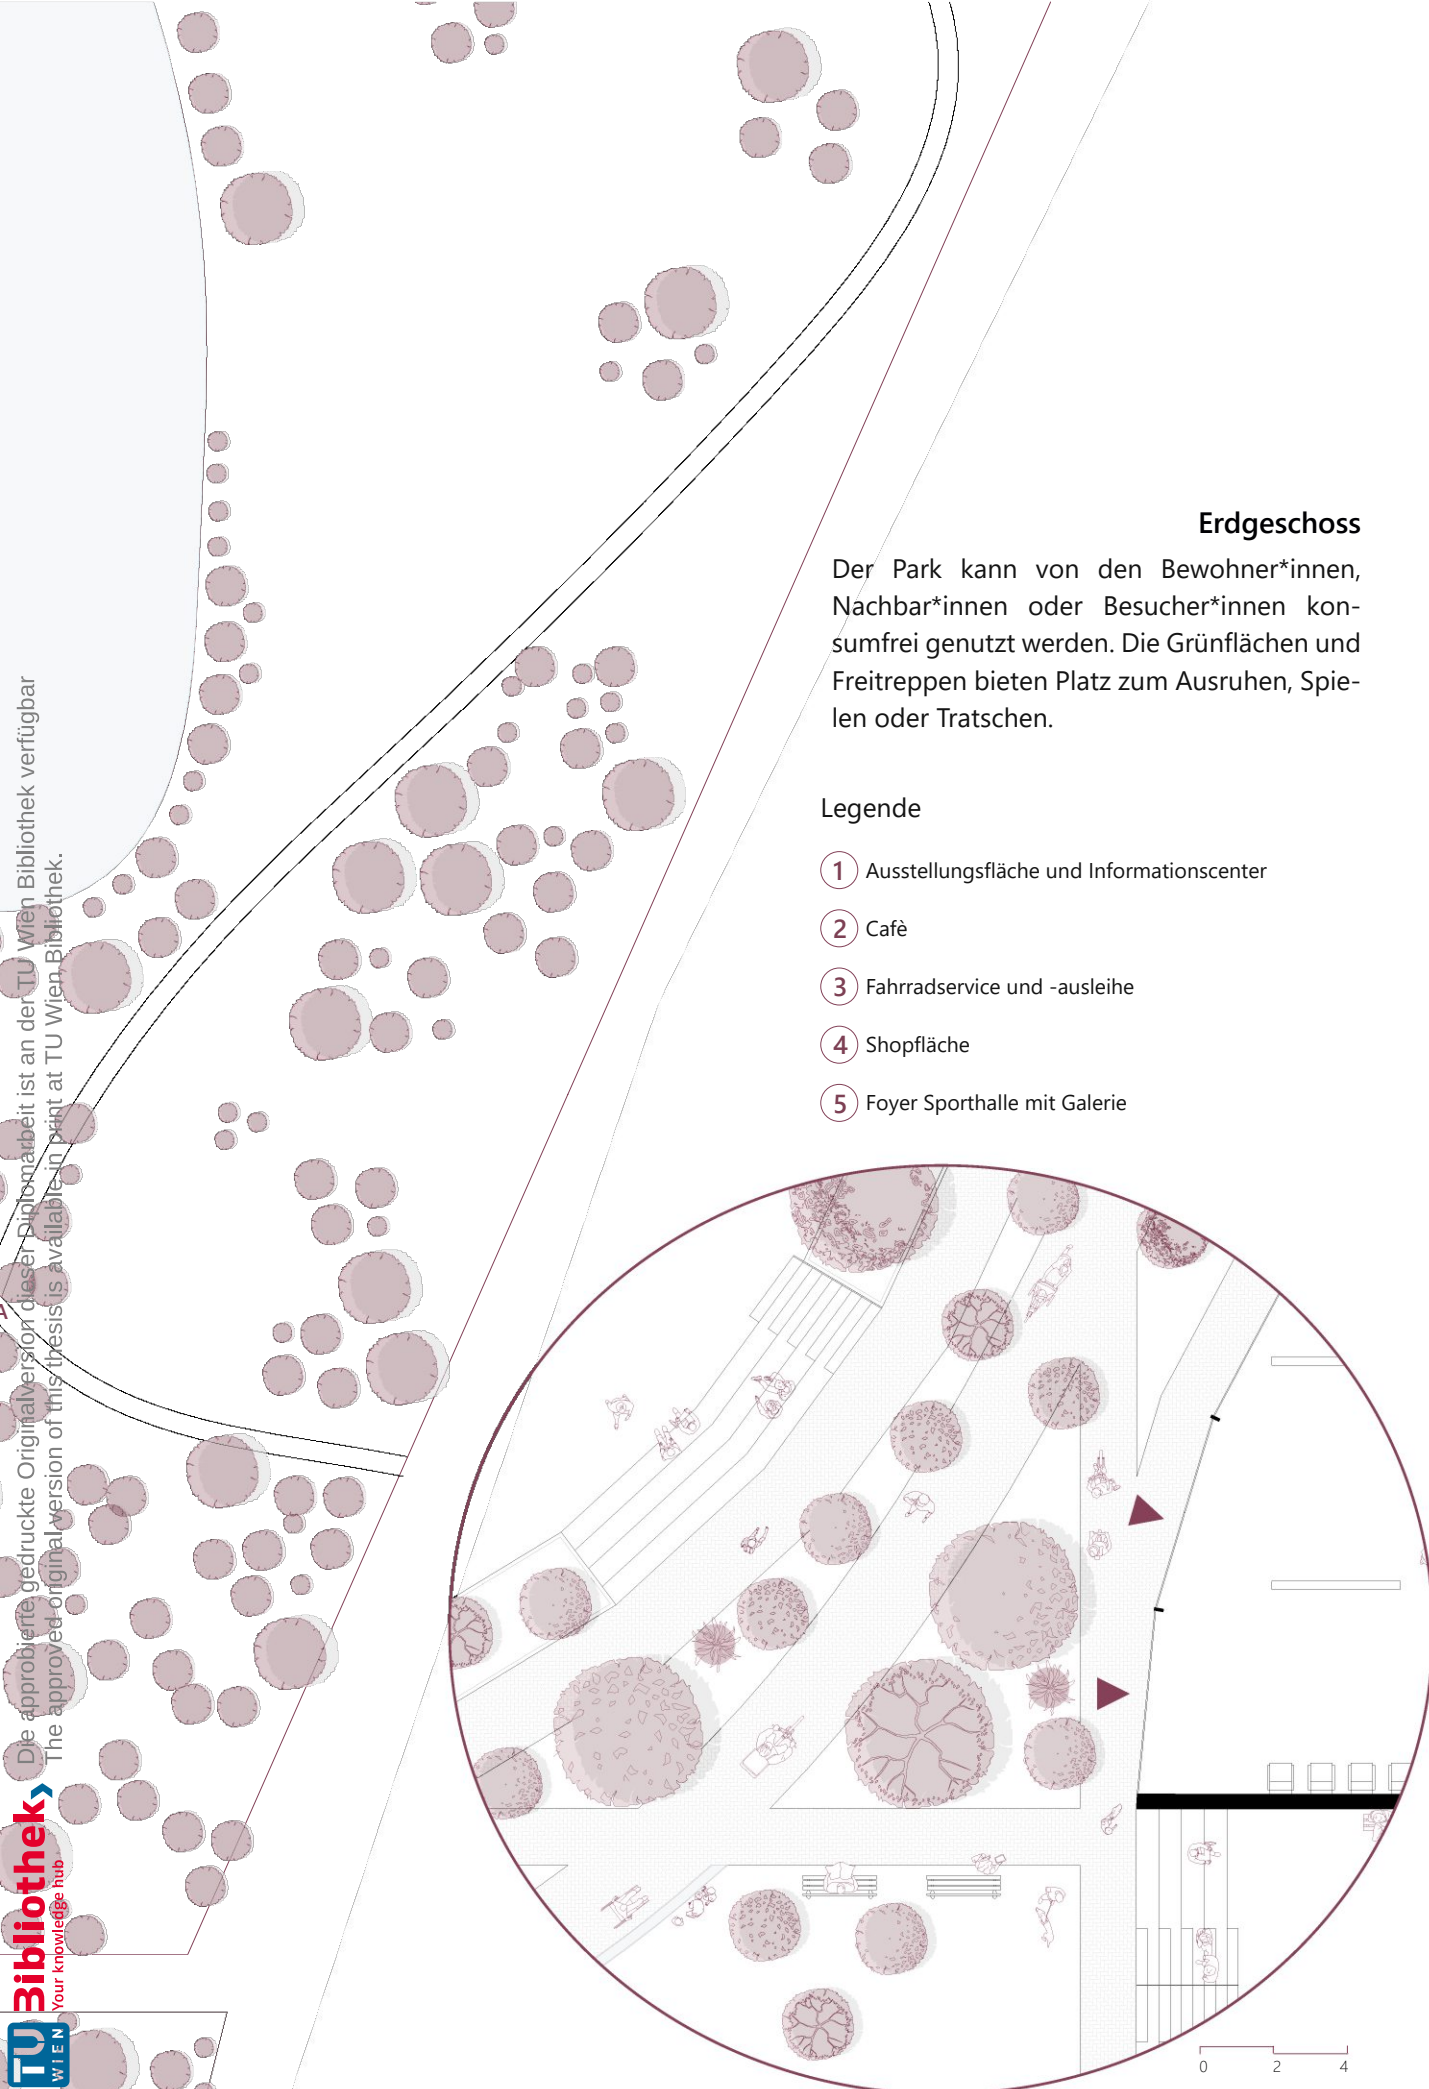 Erdgeschoss
Der Park kann von den Bewohner*innen,
Nachbar*innen oder Besucher*innen kon-
sumfrei genutzt werden. Die Grünflächen und
Freitreppen bieten Platz zum Ausruhen, Spie-
len oder Tratschen.
Legende
1 Ausstellungsfläche und Informationscenter
2 Cafè
3 Fahrradservice und -ausleihe
4 Shopfläche
5 Foyer Sporthalle mit Galerie
A
0 2 4
Die approbierte gedruckte Originalversion dieser Diplomarbeit ist an der TU Wien Bibliothek verfügbar
The approved original version of this thesis is available in print at TU Wien Bibliothek.
TU WIEN Bibliothek
Your knowledge hub